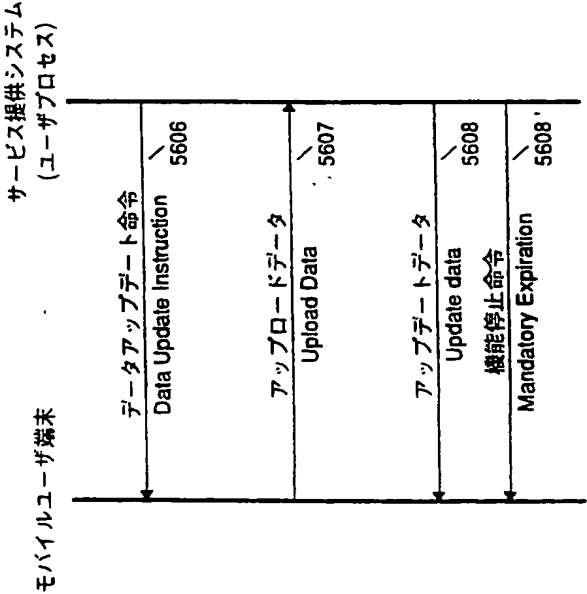 モバイルユーザ端末
サービス提供システム
(ユーザプロセス)
データアップデート命令
Data Update Instruction
5606
アップロードデータ
Upload Data
5607
アップデートデータ
Update data
5608
機能停止命令
Mandatory Expiration
5608'